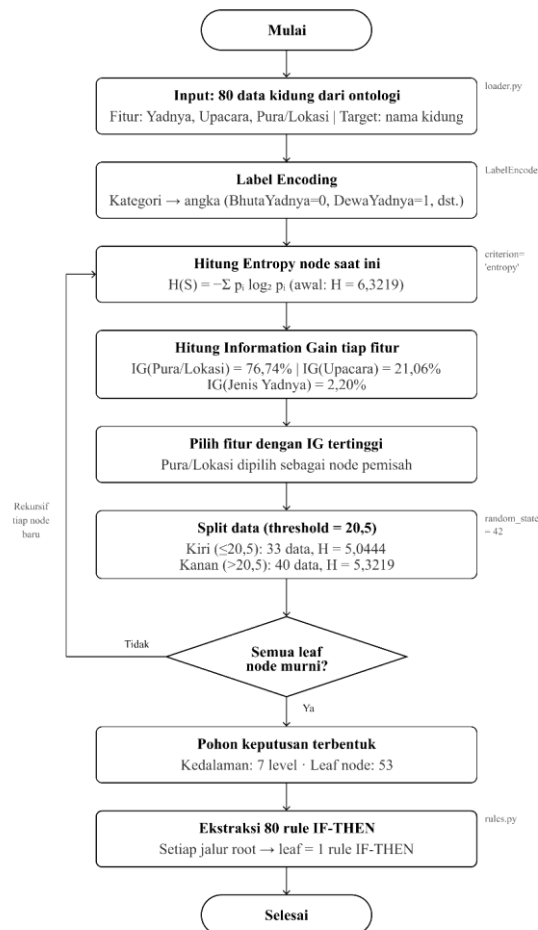 Mulai
Input: 80 data kidung dari ontologi
Fitur: Yadnya, Upacara, Pura/Lokasi | Target: nama kidung
loader.py
Label Encoding
Kategori → angka (BhutaYadnya=0, DewaYadnya=1, dst.)
LabelEncode
Hitung Entropy node saat ini
H(S) = −Σ pᵢ log₂ pᵢ (awal: H = 6,3219)
criterion=
'entropy'
Hitung Information Gain tiap fitur
IG(Pura/Lokasi) = 76,74% | IG(Upacara) = 21,06%
IG(Jenis Yadnya) = 2,20%
Pilih fitur dengan IG tertinggi
Pura/Lokasi dipilih sebagai node pemisah
Rekursif
tiap node
baru
Split data (threshold = 20,5)
Kiri (≤20,5): 33 data, H = 5,0444
Kanan (>20,5): 40 data, H = 5,3219
random_state
= 42
Tidak
Semua leaf
node murni?
Ya
Pohon keputusan terbentuk
Kedalaman: 7 level · Leaf node: 53
Ekstraksi 80 rule IF-THEN
Setiap jalur root → leaf = 1 rule IF-THEN
rules.py
Selesai